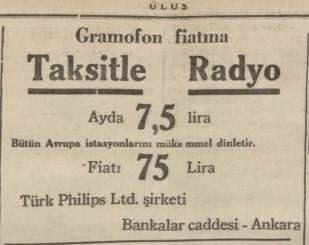 ULUS
Gramofon fiatına
Taksitle Radyo
Ayda 7,5 lira
Bütün Avrupa istasyonlarını mükemmel dinletir.
Fiatı 75 Lira
Türk Philips Ltd. şirketi
Bankalar caddesi - Ankara